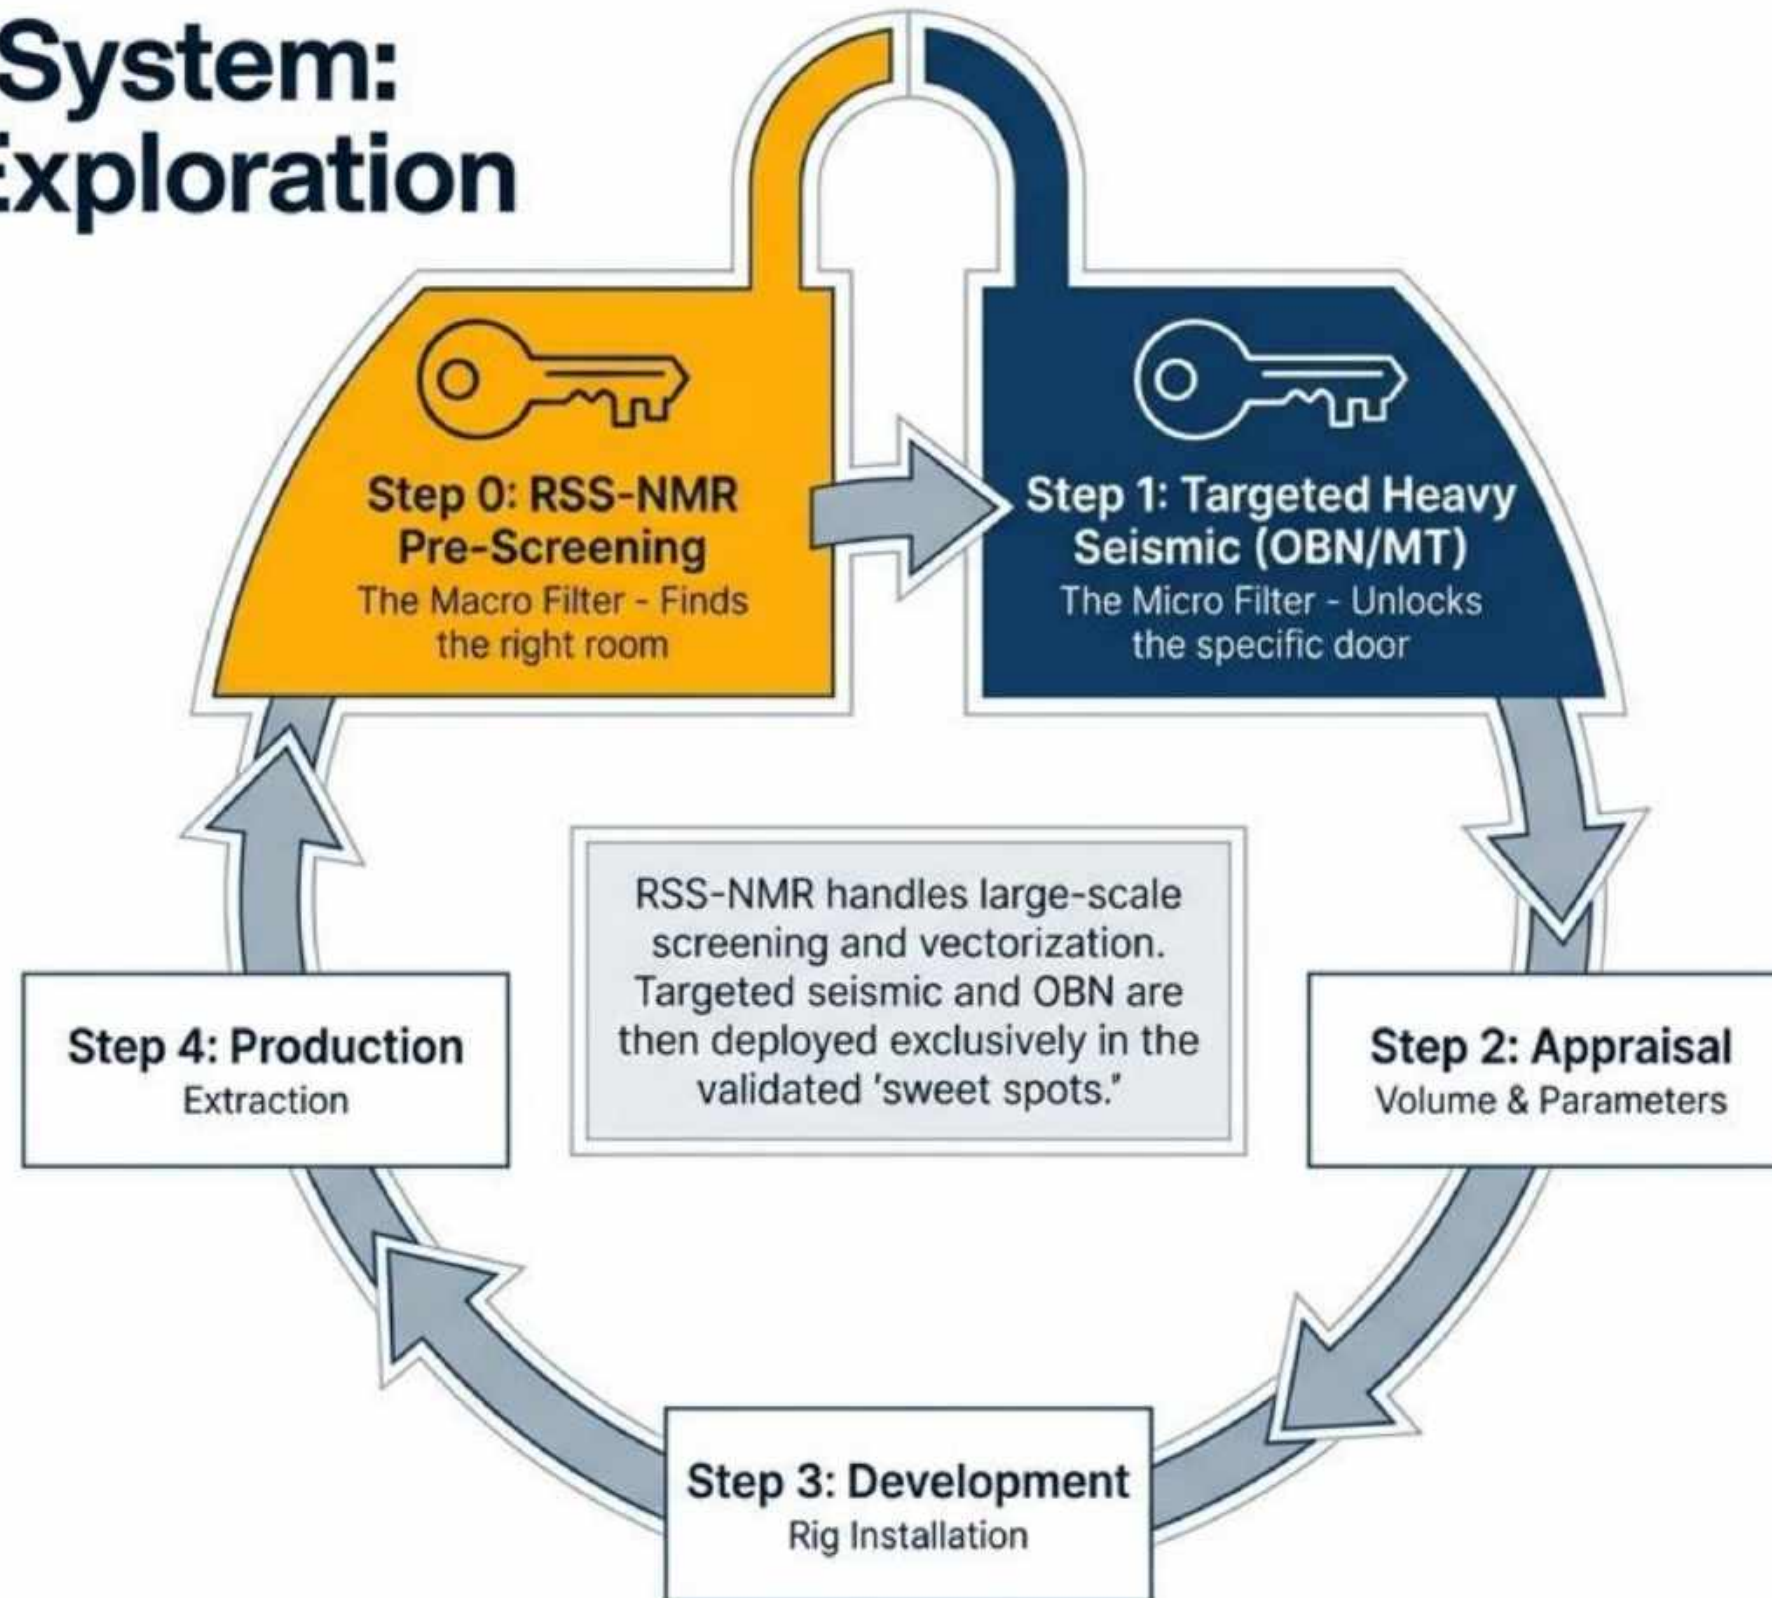 System:
Exploration
Step 0: RSS-NMR
Pre-Screening
The Macro Filter - Finds
the right room
Step 1: Targeted Heavy
Seismic (OBN/MT)
The Micro Filter - Unlocks
the specific door
RSS-NMR handles large-scale
screening and vectorization.
Targeted seismic and OBN are
then deployed exclusively in the
validated 'sweet spots.'
Step 4: Production
Extraction
Step 2: Appraisal
Volume & Parameters
Step 3: Development
Rig Installation